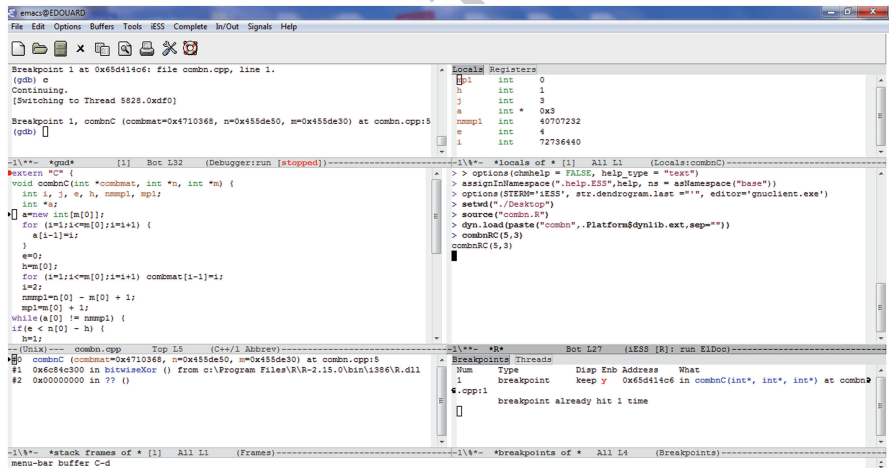 emacs@EDOUARD
File Edit Options Buffers Tools iESS Complete In/Out Signals Help
Breakpoint 1 at 0x65d414c6: file combn.cpp, line 1.
(gdb) c
Continuing.
[Switching to Thread 5828.0xdf0]
Breakpoint 1, combnC (combmat=0x4710368, n=0x455de50, m=0x455de30) at combn.cpp:5
(gdb)
-1\**- *gud* [1] Bot L32 (Debugger:run [stopped])
Locals Registers
mp1 int 0
h int 1
j int 3
a int * 0x3
nmmp1 int 40707232
e int 4
i int 72736440
-1\%*- *locals of * [1] All L1 (Locals:combnC)
extern "C" {
void combnC(int *combmat, int *n, int *m) {
int i, j, e, h, nmmp1, mp1;
int *a;
a=new int[m[0]];
for (i=1;i<=m[0];i=i+1) {
a[i-1]=i;
}
e=0;
h=m[0];
for (i=1;i<=m[0];i=i+1) combmat[i-1]=i;
i=2;
nmmp1=n[0] - m[0] + 1;
mp1=m[0] + 1;
while(a[0] != nmmp1) {
if(e < n[0] - h) {
h=1;
--(Unix)--- combn.cpp Top L5 (C++/l Abbrev)
> > options(chmhelp = FALSE, help_type = "text")
> assignInNamespace(".help.ESS",help, ns = asNamespace("base"))
> options(STERM='iESS', str.dendrogram.last ="'", editor='gnuclient.exe')
> setwd("./Desktop")
> source("combn.R")
> dyn.load(paste("combn",.Platform$dynlib.ext,sep=""))
> combnRC(5,3)
combnRC(5,3)
-1\**- *R* Bot L27 (iESS [R]: run ElDoc)
#0 combnC (combmat=0x4710368, n=0x455de50, m=0x455de30) at combn.cpp:5
#1 0x6c84c300 in bitwiseXor () from c:\Program Files\R\R-2.15.0\bin\i386\R.dll
#2 0x00000000 in ?? ()
-1\%*- *stack frames of * [1] All L1 (Frames)
Breakpoints Threads
Num Type Disp Enb Address What
1 breakpoint keep y 0x65d414c6 in combnC(int*, int*, int*) at combn
.cpp:1
breakpoint already hit 1 time
-1\%*- *breakpoints of * All L4 (Breakpoints)
menu-bar buffer C-d